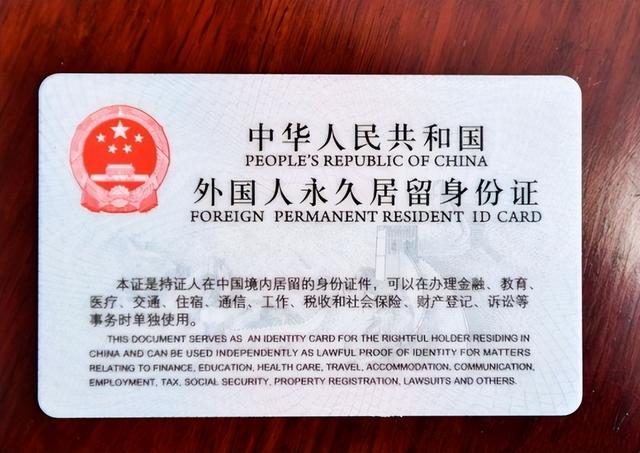 中华人民共和国
PEOPLE'S REPUBLIC OF CHINA
外国人永久居留身份证
FOREIGN PERMANENT RESIDENT ID CARD
本证是持证人在中国境内居留的身份证件，可以在办理金融、教育、
医疗、交通、住宿、通信、工作、税收和社会保险、财产登记、诉讼等
事务时单独使用。
THIS DOCUMENT SERVES AS AN IDENTITY CARD FOR THE RIGHTFUL HOLDER RESIDING IN
CHINA AND CAN BE USED INDEPENDENTLY AS LAWFUL PROOF OF IDENTITY FOR MATTERS
RELATING TO FINANCE, EDUCATION, HEALTH CARE, TRAVEL, ACCOMMODATION, COMMUNICATION,
EMPLOYMENT, TAX, SOCIAL SECURITY, PROPERTY REGISTRATION, LAWSUITS AND OTHERS.